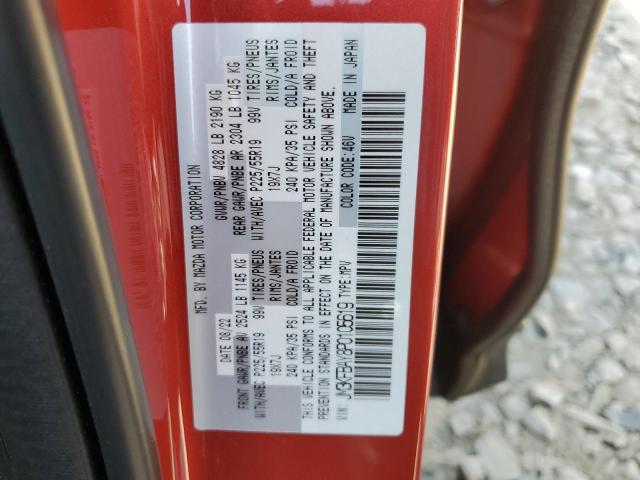 MFD. BY MAZDA MOTOR CORPORATION
DATE 08/22 GVWR/PNBV 4828 LB 2190 KG
FRONT GAWR/PNBE AV 2524 LB 1145 KG REAR GAWR/PNBE AR 2304 LB 1045 KG
WITH/AVEC P225/55R19 99V TIRES/PNEUS WITH/AVEC P225/55R19 99V TIRES/PNEUS
19X7J RIMS/JANTES 19X7J RIMS/JANTES
240 KPA/35 PSI COLD/A FROID 240 KPA/35 PSI COLD/A FROID
THIS VEHICLE CONFORMS TO ALL APPLICABLE FEDERAL MOTOR VEHICLE SAFETY AND THEFT
PREVENTION STANDARDS IN EFFECT ON THE DATE OF MANUFACTURE SHOWN ABOVE.
VIN: TYPE:MPV COLOR CODE:46V MADE IN JAPAN